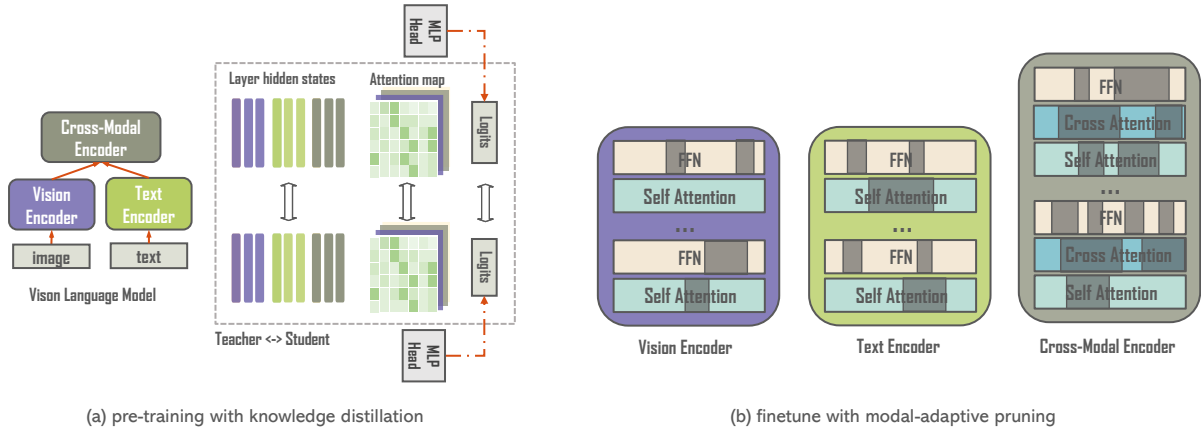 Cross-Modal
Encoder
Vision
Encoder
Text
Encoder
image
text
Vison Language Model
MLP
Head
Layer hidden states
Attention map
Logits
Logits
Teacher <-> Student
MLP
Head
(a) pre-training with knowledge distillation
FFN
Self Attention
...
FFN
Self Attention
Vision Encoder
FFN
Self Attention
...
FFN
Self Attention
Text Encoder
FFN
Cross Attention
Self Attention
...
FFN
Cross Attention
Self Attention
Cross-Modal Encoder
(b) finetune with modal-adaptive pruning